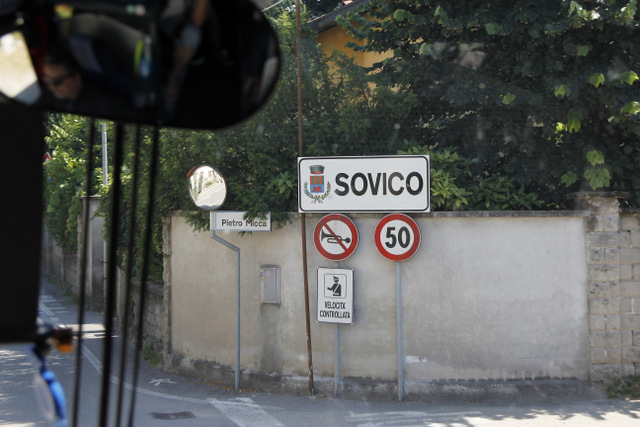 SOVICO
Pietro Micca
50
VELOCITA
CONTROLLATA